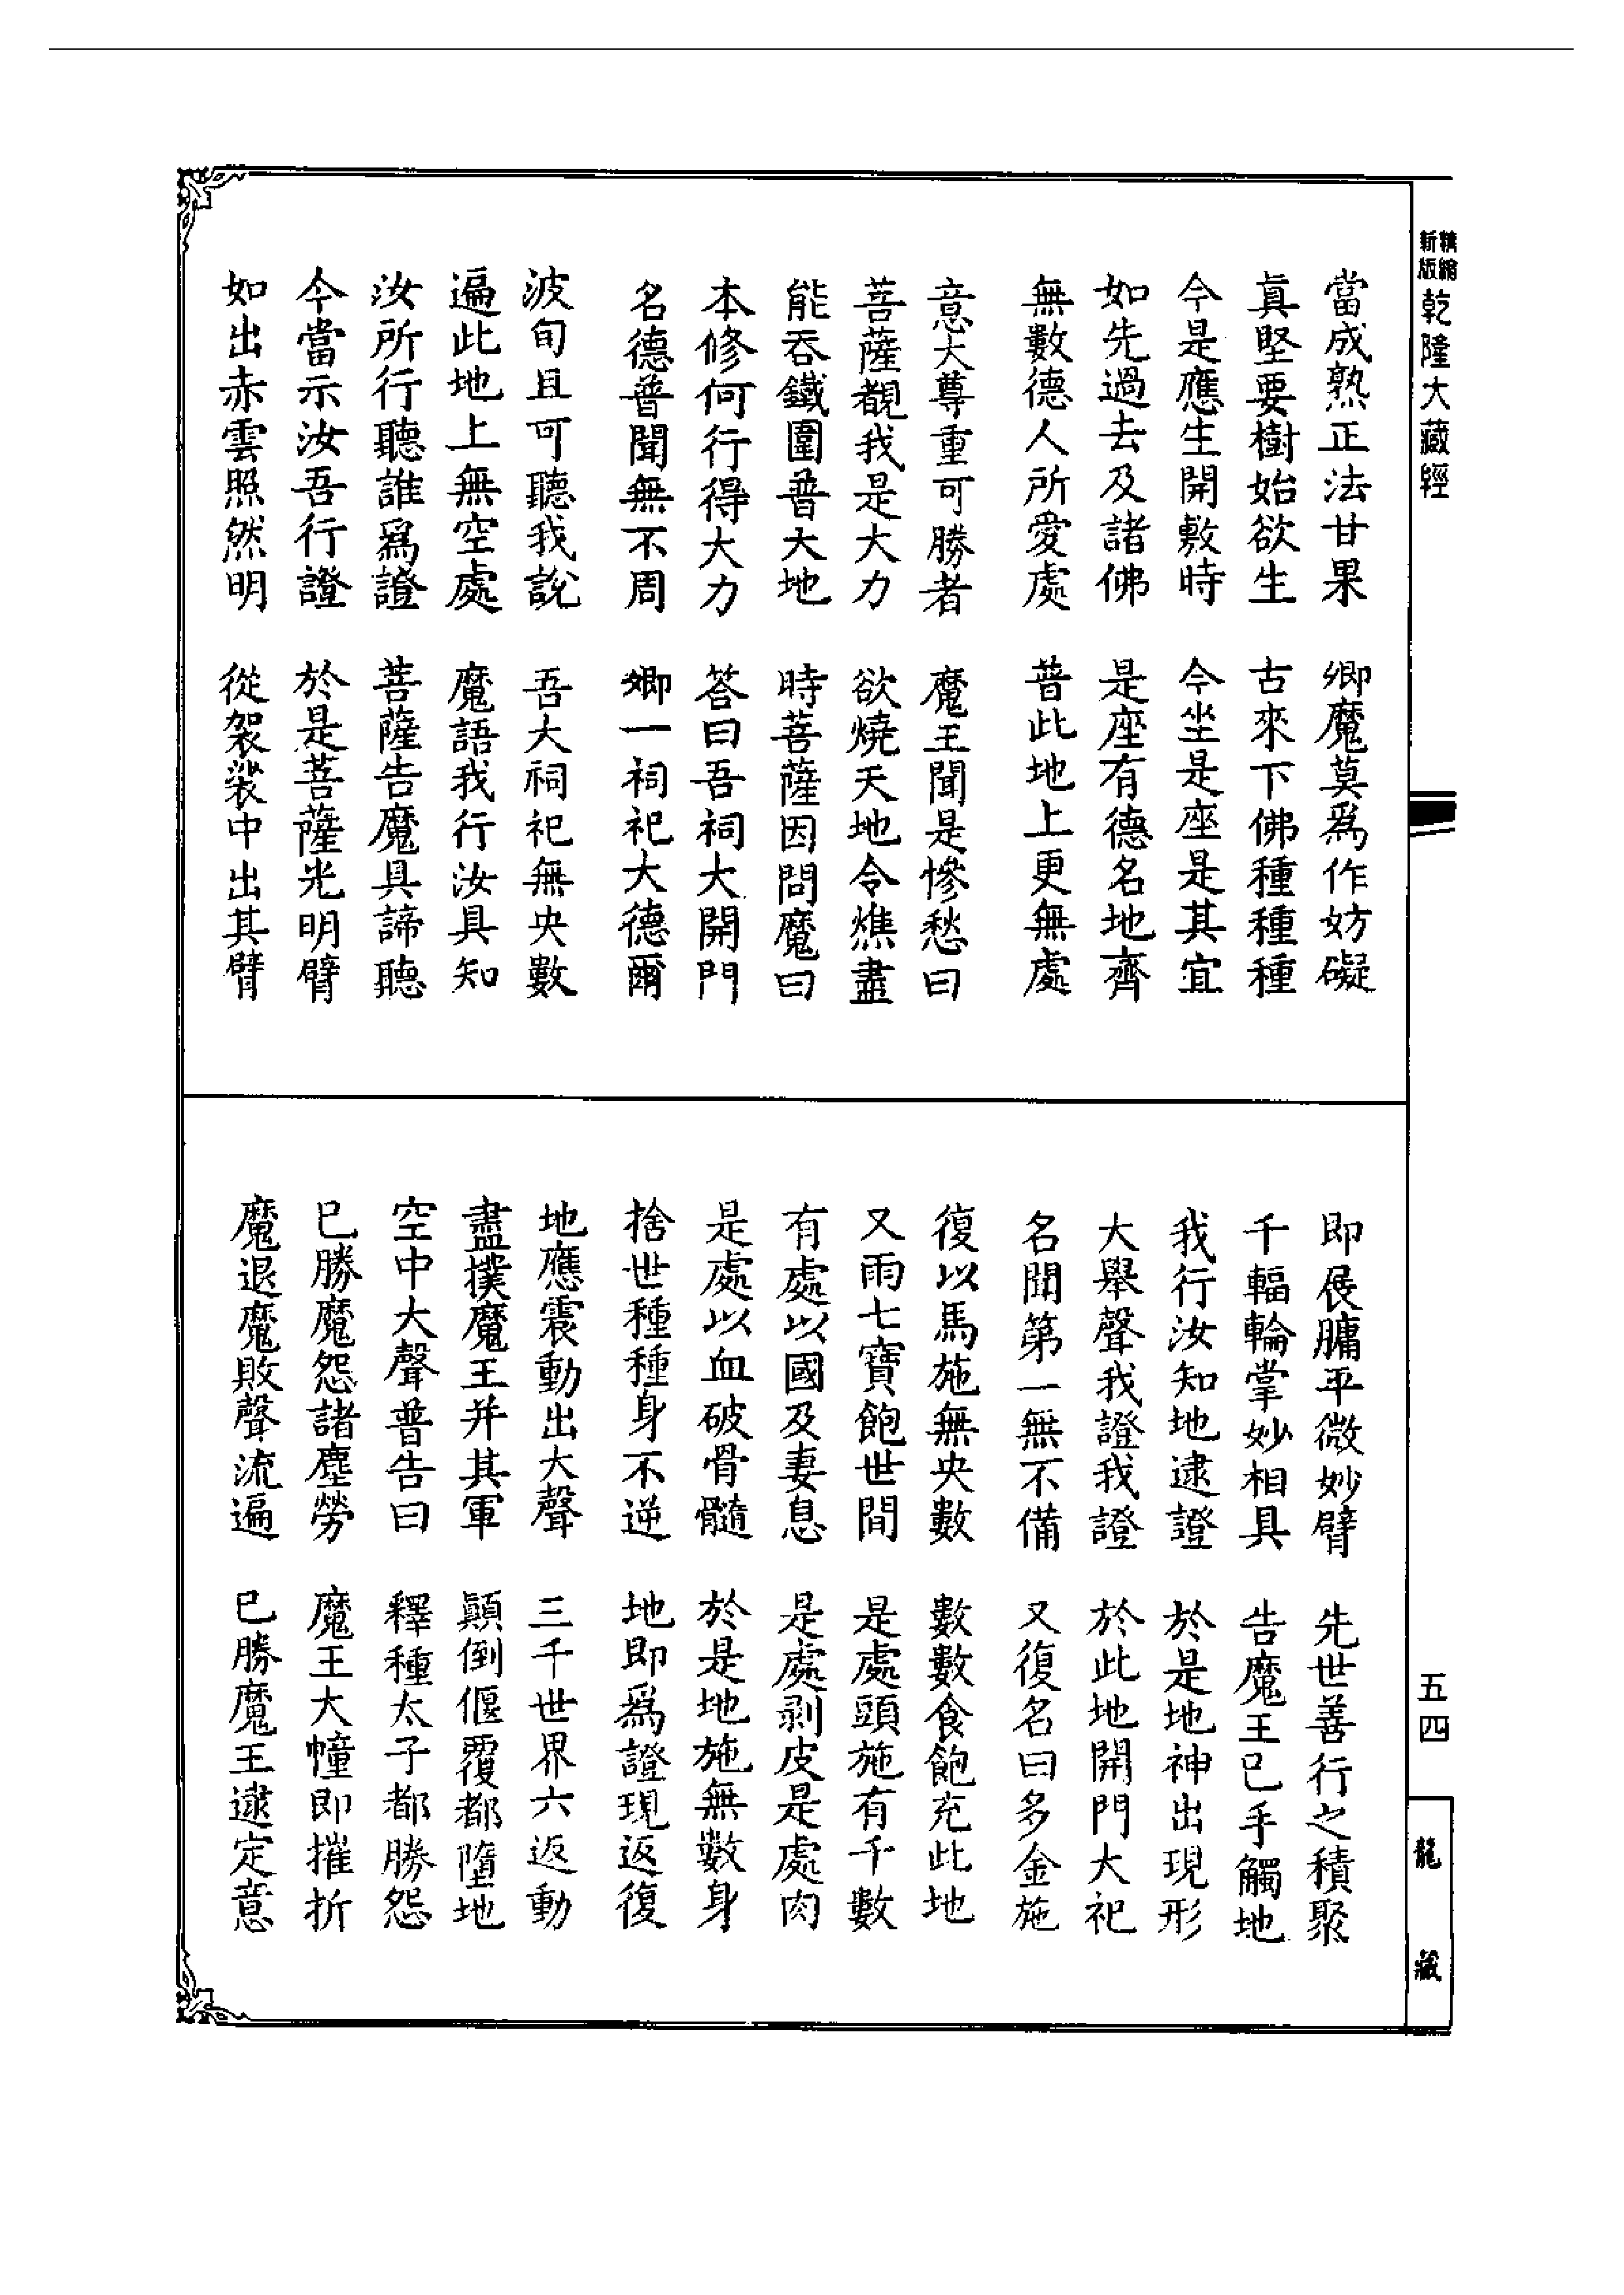 精縮新版乾隆大藏經
當成熟正法甘果　卿魔莫爲作妨礙
真堅要樹始欲生　古來下佛種種種
今是應生開敷時　今坐是座是其宜
如先過去及諸佛　是座有德名地齊
無數德人所愛處　普此地上更無處
意大尊重可勝者　魔王聞是慘愁曰
菩薩覩我是大力　欲燒天地令燋盡
能吞鐵圍普大地　時菩薩因問魔曰
本修何行得大力　答曰吾祠大開門
名德普聞無不周　卿一祠祀大德爾
波旬且可聽我說　吾大祠祀無央數
遍此地上無空處　魔語我行汝具知
汝所行聽誰爲證　菩薩告魔具諦聽
今當示汝吾行證　於是菩薩光明臂
如出赤雲照然明　從袈裟中出其臂
即展𦟛平微妙臂　先世善行之積聚
千輻輪掌妙相具　告魔王已手觸地
我行汝知地逮證　於是地神出現形
大舉聲我證我證　於此地開門大祀
名聞第一無不備　又復名曰多金施
復以馬施無央數　數數食飽充此地
又雨七寶飽世間　是處頭施有千數
有處以國及妻息　是處剥皮是處肉
是處以血破骨髓　於是地施無數身
捨世種種身不逆　地即爲證現返復
地應震動出大聲　三千世界六返動
盡撲魔王并其軍　顛倒偃覆都墮地
空中大聲普告曰　釋種太子都勝怨
已勝魔怨諸塵勞　魔王大幢即摧折
魔退魔敗聲流遍　已勝魔王逮定意
五四
龍藏